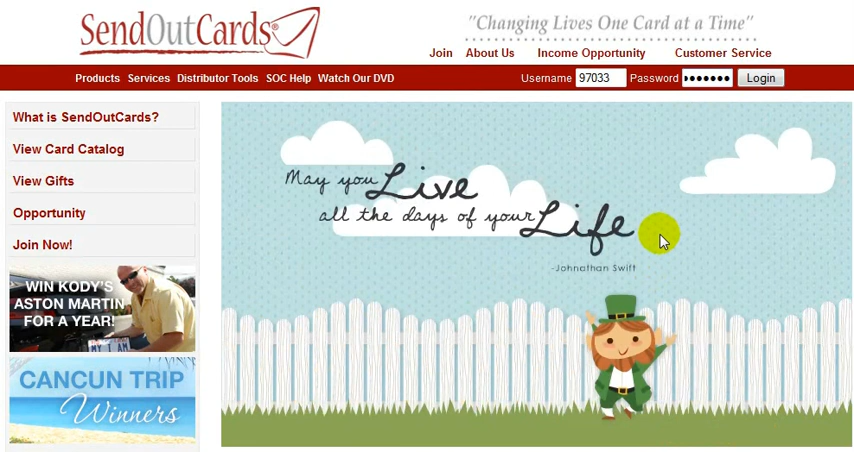 SendOutCards
"Changing Lives One Card at a Time"
Join About Us Income Opportunity Customer Service
Products Services Distributor Tools SOC Help Watch Our DVD Username 97033 Password Login
What is SendOutCards?
View Card Catalog
View Gifts
Opportunity
Join Now!
WIN KODY'S
ASTON MARTIN
FOR A YEAR!
MY I AM
CANCUN TRIP
Winners
May you Live
all the days of your Life
-Johnathan Swift